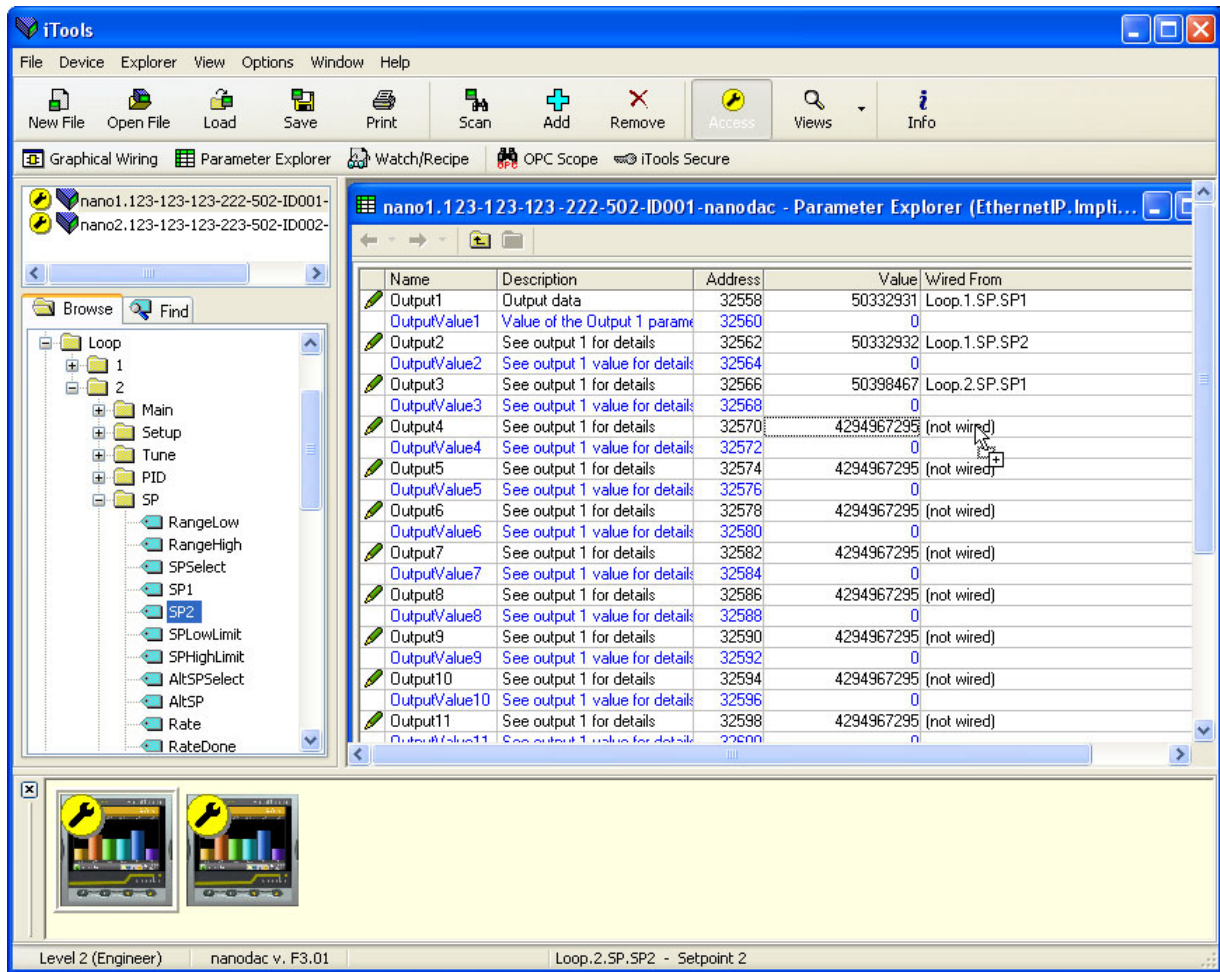 iTools
File Device Explorer View Options Window Help
New File Open File Load Save Print Scan Add Remove Access Views Info
Graphical Wiring Parameter Explorer Watch/Recipe OPC Scope iTools Secure
nano1.123-123-123-222-502-ID001-
nano2.123-123-123-223-502-ID002-
Browse Find
Loop
1
2
Main
Setup
Tune
PID
SP
RangeLow
RangeHigh
SPSelect
SP1
SP2
SPLowLimit
SPHighLimit
AltSPSelect
AltSP
Rate
RateDone
nano1.123-123-123-222-502-ID001-nanodac - Parameter Explorer (EthernetIP.Impli...
Name Description Address Value Wired From
Output1 Output data 32558 50332931 Loop.1.SP.SP1
OutputValue1 Value of the Output 1 parame 32560 0
Output2 See output 1 for details 32562 50332932 Loop.1.SP.SP2
OutputValue2 See output 1 value for details 32564 0
Output3 See output 1 for details 32566 50398467 Loop.2.SP.SP1
OutputValue3 See output 1 value for details 32568 0
Output4 See output 1 for details 32570 4294967295 (not wired)
OutputValue4 See output 1 value for details 32572 0
Output5 See output 1 for details 32574 4294967295 (not wired)
OutputValue5 See output 1 value for details 32576 0
Output6 See output 1 for details 32578 4294967295 (not wired)
OutputValue6 See output 1 value for details 32580 0
Output7 See output 1 for details 32582 4294967295 (not wired)
OutputValue7 See output 1 value for details 32584 0
Output8 See output 1 for details 32586 4294967295 (not wired)
OutputValue8 See output 1 value for details 32588 0
Output9 See output 1 for details 32590 4294967295 (not wired)
OutputValue9 See output 1 value for details 32592 0
Output10 See output 1 for details 32594 4294967295 (not wired)
OutputValue10 See output 1 value for details 32596 0
Output11 See output 1 for details 32598 4294967295 (not wired)
OutputValue11 See output 1 value for details 32600 0
Level 2 (Engineer) nanodac v. F3.01 Loop.2.SP.SP2 - Setpoint 2